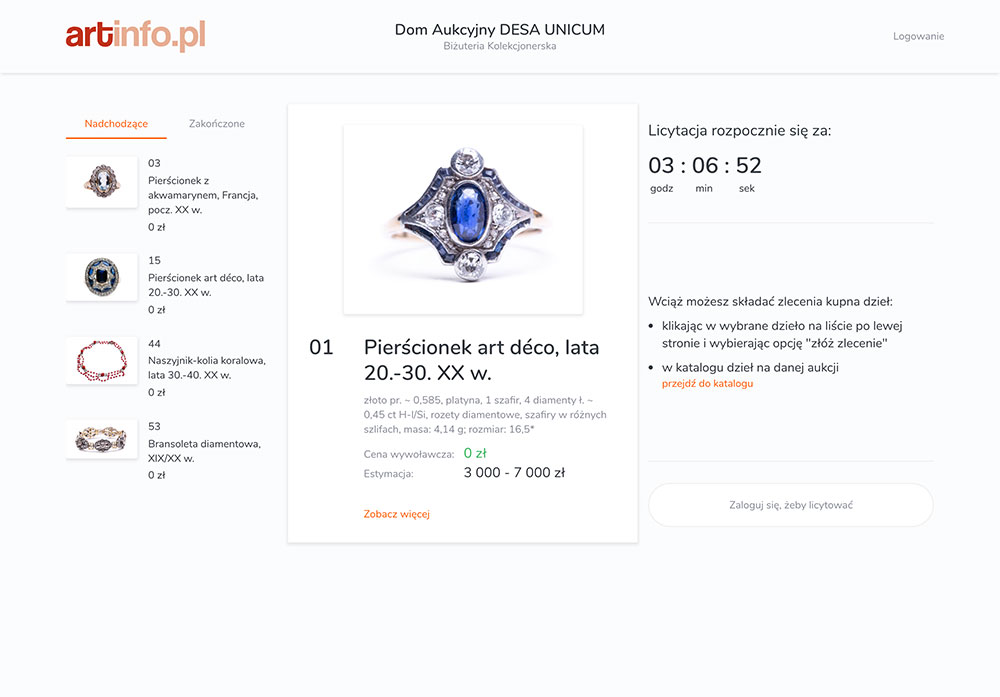 artinfo.pl
Dom Aukcyjny DESA UNICUM
Biżuteria Kolekcjonerska
Logowanie
Nadchodzące
Zakończone
03
Pierścionek z
akwamarynem, Francja,
pocz. XX w.
0 zł
15
Pierścionek art déco, lata
20.-30. XX w.
0 zł
44
Naszyjnik-kolia koralowa,
lata 30.-40. XX w.
0 zł
53
Bransoleta diamentowa,
XIX/XX w.
0 zł
01
Pierścionek art déco, lata
20.-30. XX w.
złoto pr. ~ 0,585, platyna, 1 szafir, 4 diamenty ł. ~
0,45 ct H-I/Si, rozety diamentowe, szafiry w różnych
szlifach, masa: 4,14 g; rozmiar: 16,5*
Cena wywoławcza: 0 zł
Estymacja: 3 000 - 7 000 zł
Zobacz więcej
Licytacja rozpocznie się za:
03 : 06 : 52
godz min sek
Wciąż możesz składać zlecenia kupna dzieł:
• klikając w wybrane dzieło na liście po lewej
stronie i wybierając opcję "złóż zlecenie"
• w katalogu dzieł na danej aukcji
przejdź do katalogu
Zaloguj się, żeby licytować